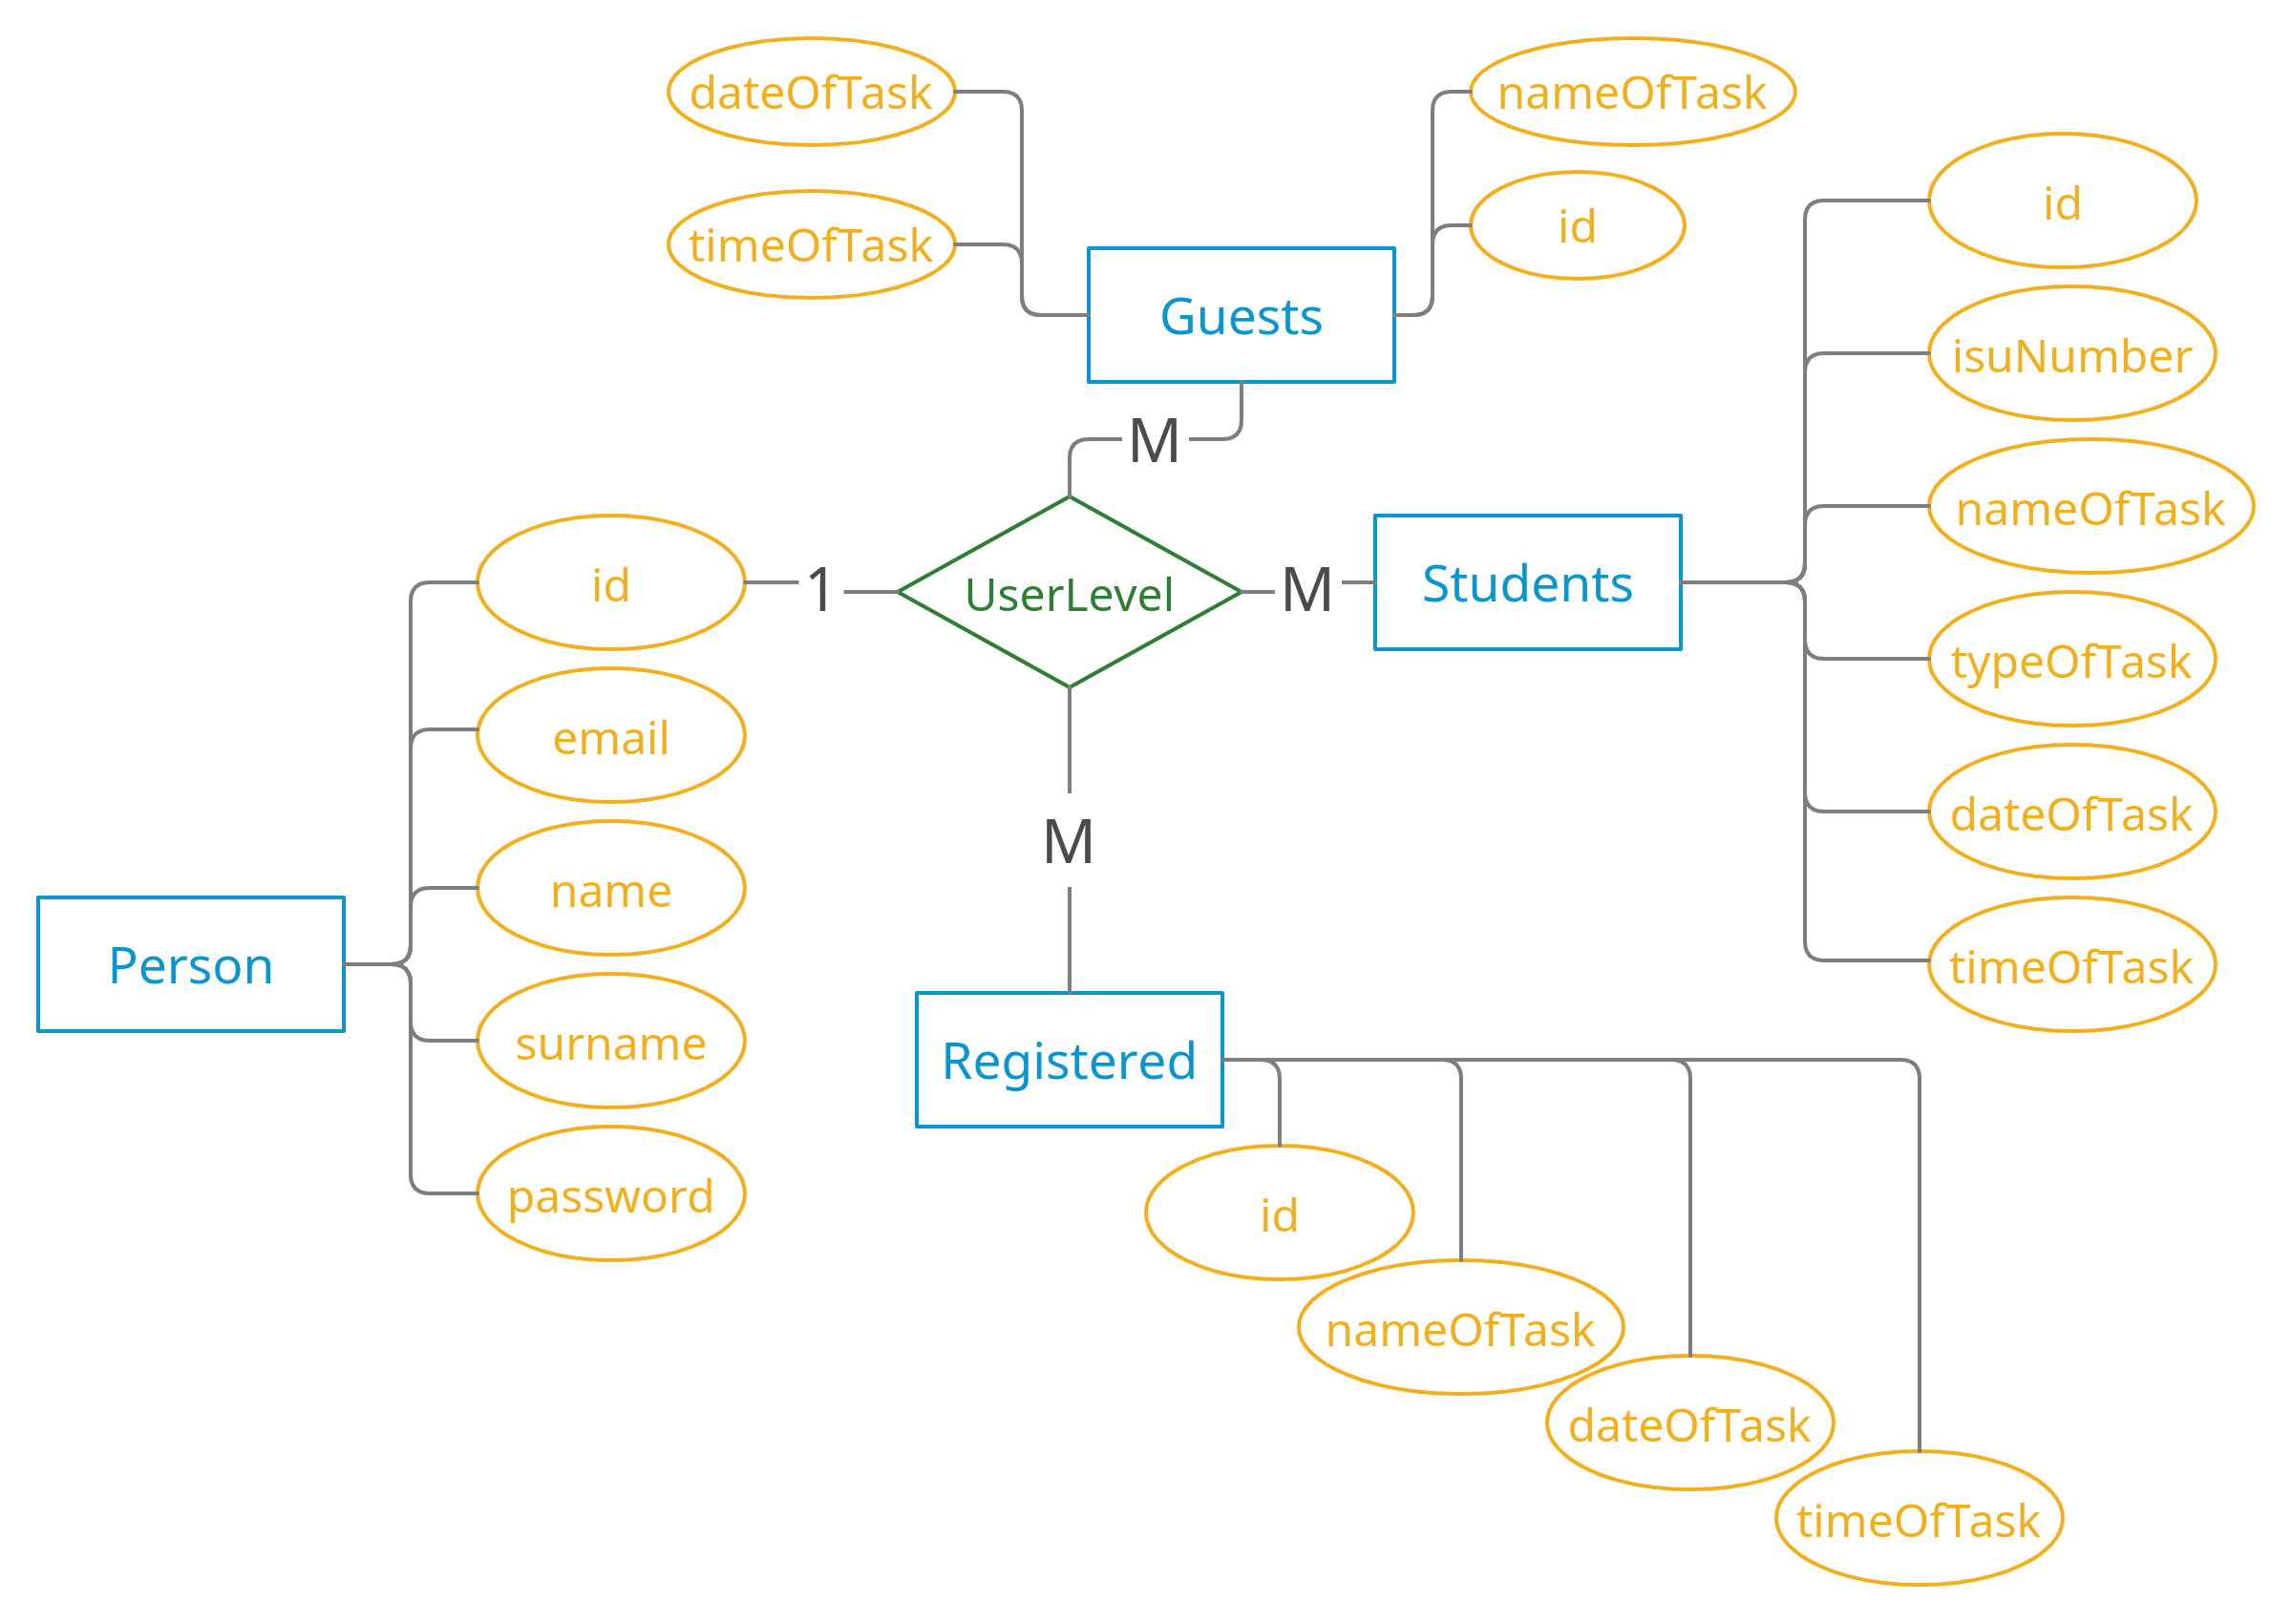 dateOfTask
nameOfTask
id
id
timeOfTask
Guests
isuNumber
M
nameOfTask
id
1
UserLevel
M
Students
typeOfTask
email
dateOfTask
M
name
Person
timeOfTask
surname
Registered
password
id
nameOfTask
dateOfTask
timeOfTask